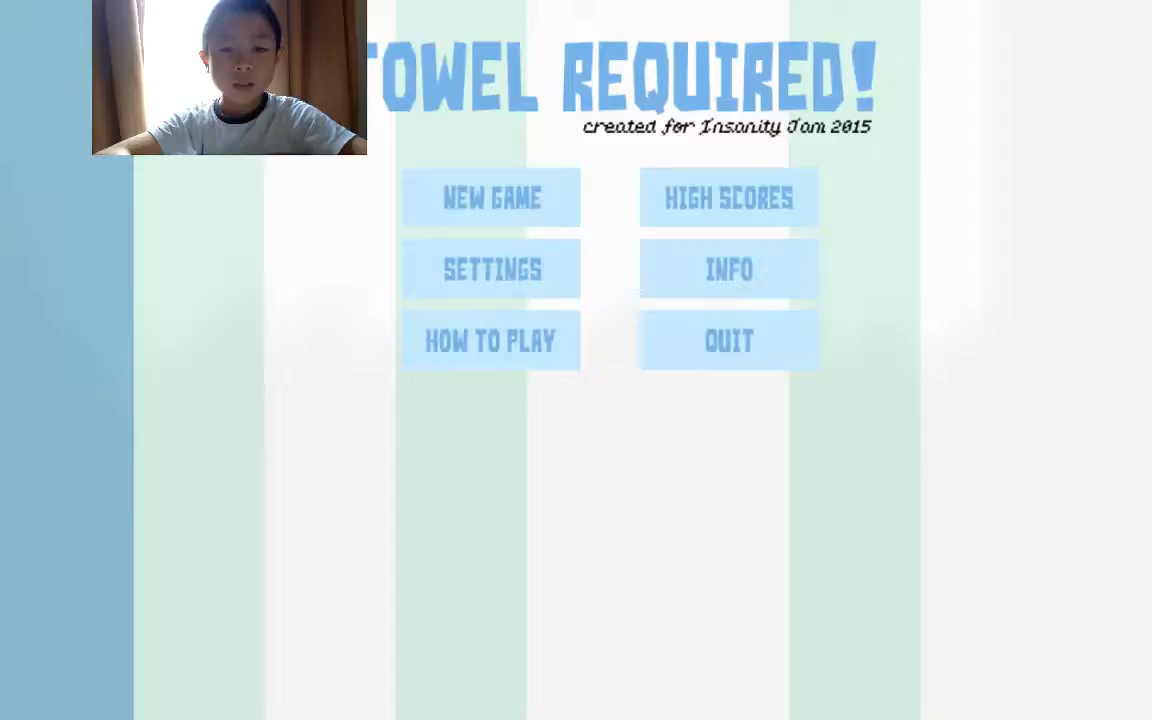 TOWEL REQUIRED!
created for Insanity Jam 2015
NEW GAME
HIGH SCORES
SETTINGS
INFO
HOW TO PLAY
QUIT